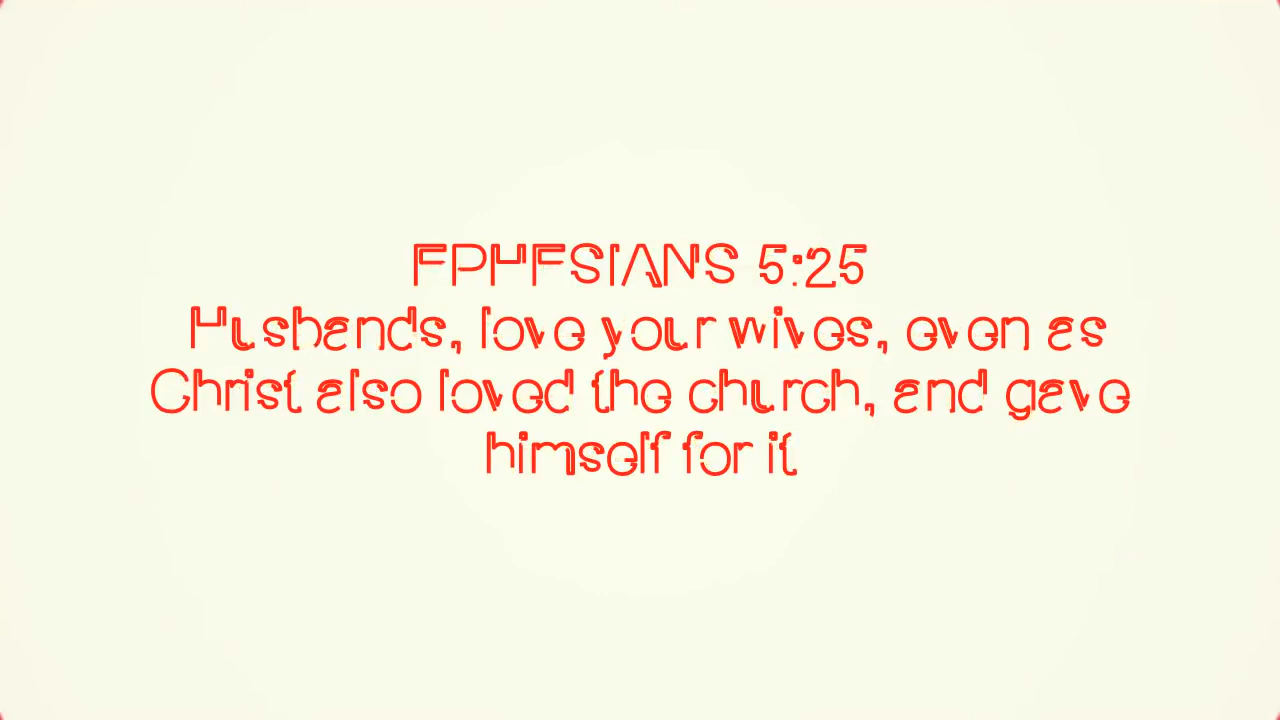 EPHESIANS 5:25
Husbands, love your wives, even as
Christ also loved the church, and gave
himself for it